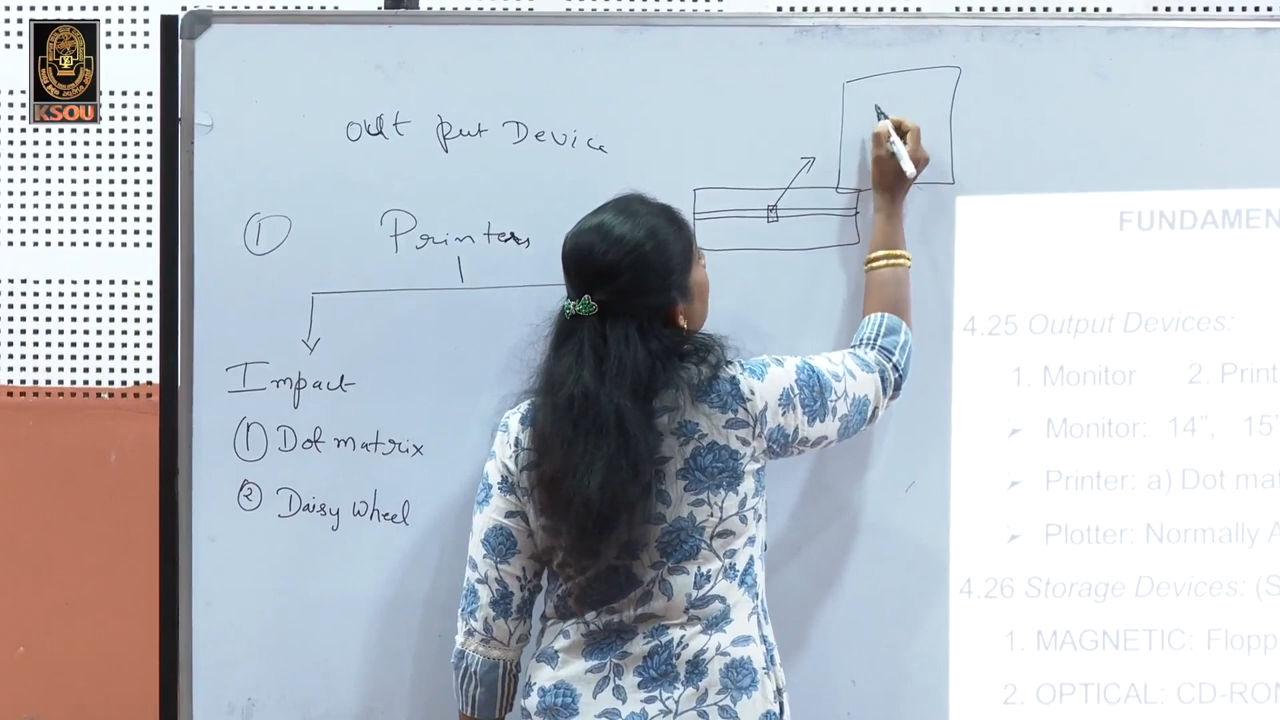 KSOU
Out put Device
① Printers
Impact
① Dot matrix
② Daisy wheel
FUNDAMEN
4.25 Output Devices:
1. Monitor 2. Print
➢ Monitor: 14", 15
➢ Printer: a) Dot mat
➢ Plotter: Normally A
4.26 Storage Devices: (S
1. MAGNETIC: Flopp
2. OPTICAL: CD-RO